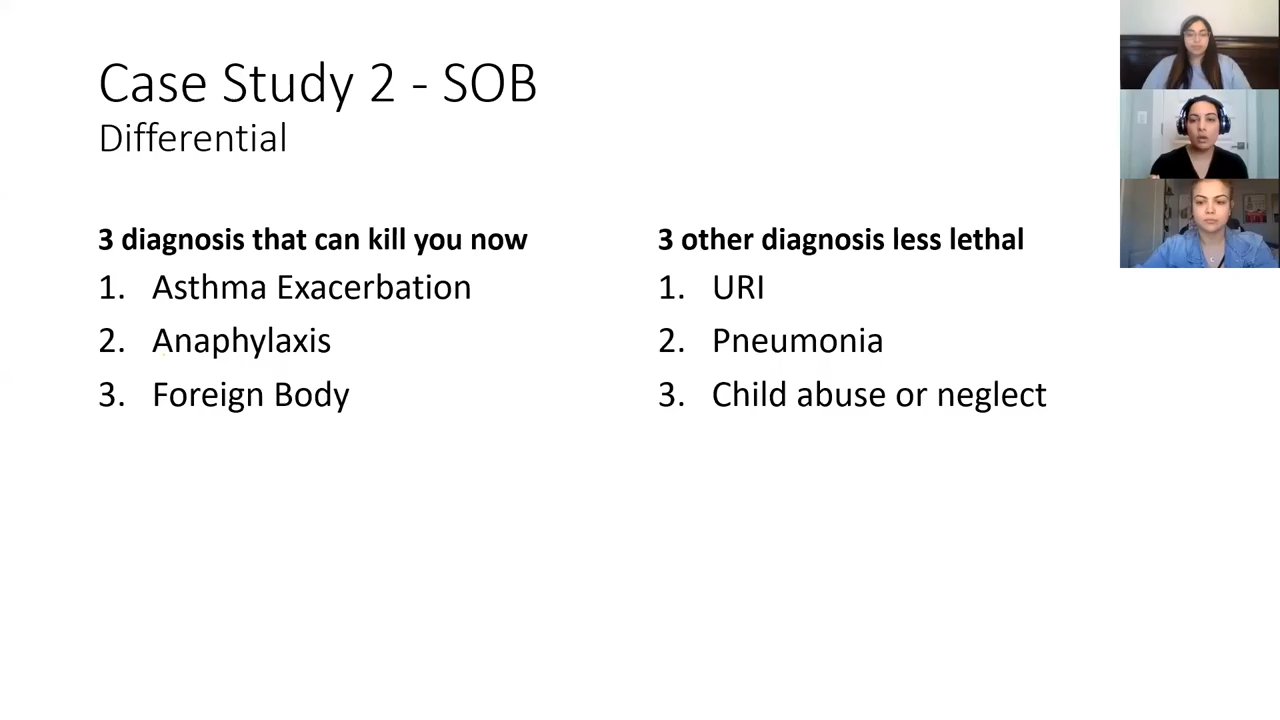 Case Study 2 - SOB
Differential
3 diagnosis that can kill you now
1. Asthma Exacerbation
2. Anaphylaxis
3. Foreign Body
3 other diagnosis less lethal
1. URI
2. Pneumonia
3. Child abuse or neglect